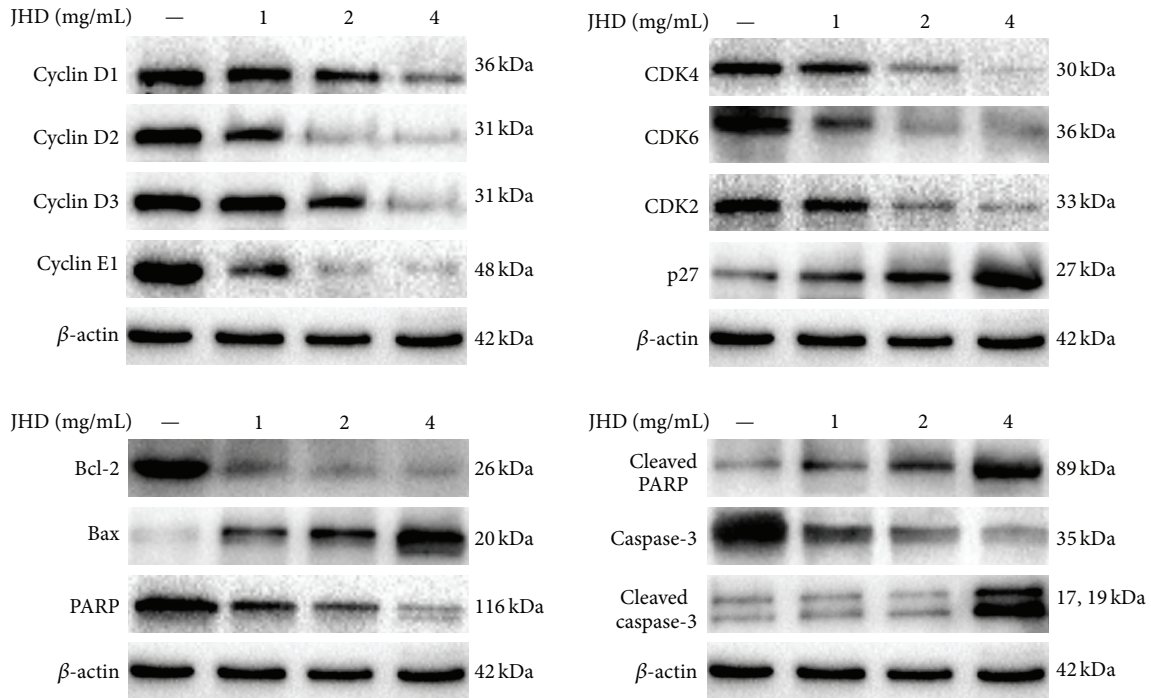 JHD (mg/mL) — 1 2 4
Cyclin D1 36 kDa
Cyclin D2 31 kDa
Cyclin D3 31 kDa
Cyclin E1 48 kDa
β-actin 42 kDa
JHD (mg/mL) — 1 2 4
CDK4 30 kDa
CDK6 36 kDa
CDK2 33 kDa
p27 27 kDa
β-actin 42 kDa
JHD (mg/mL) — 1 2 4
Bcl-2 26 kDa
Bax 20 kDa
PARP 116 kDa
β-actin 42 kDa
JHD (mg/mL) — 1 2 4
Cleaved
PARP 89 kDa
Caspase-3 35 kDa
Cleaved 17, 19 kDa
caspase-3
β-actin 42 kDa